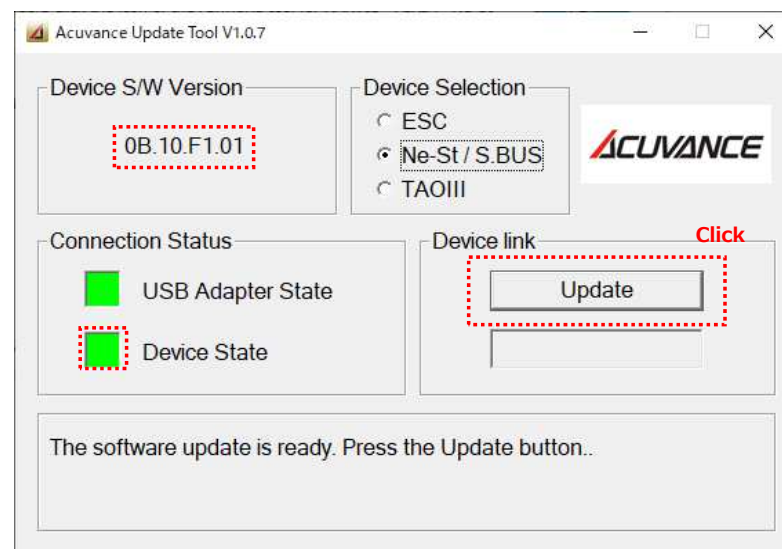 Acuvance Update Tool V1.0.7
Device S/W Version
0B.10.F1.01
Device Selection
ESC
Ne-St / S.BUS
TAOIII
ACUVANCE
Connection Status
USB Adapter State
Device State
Device link
Click
Update
The software update is ready. Press the Update button..